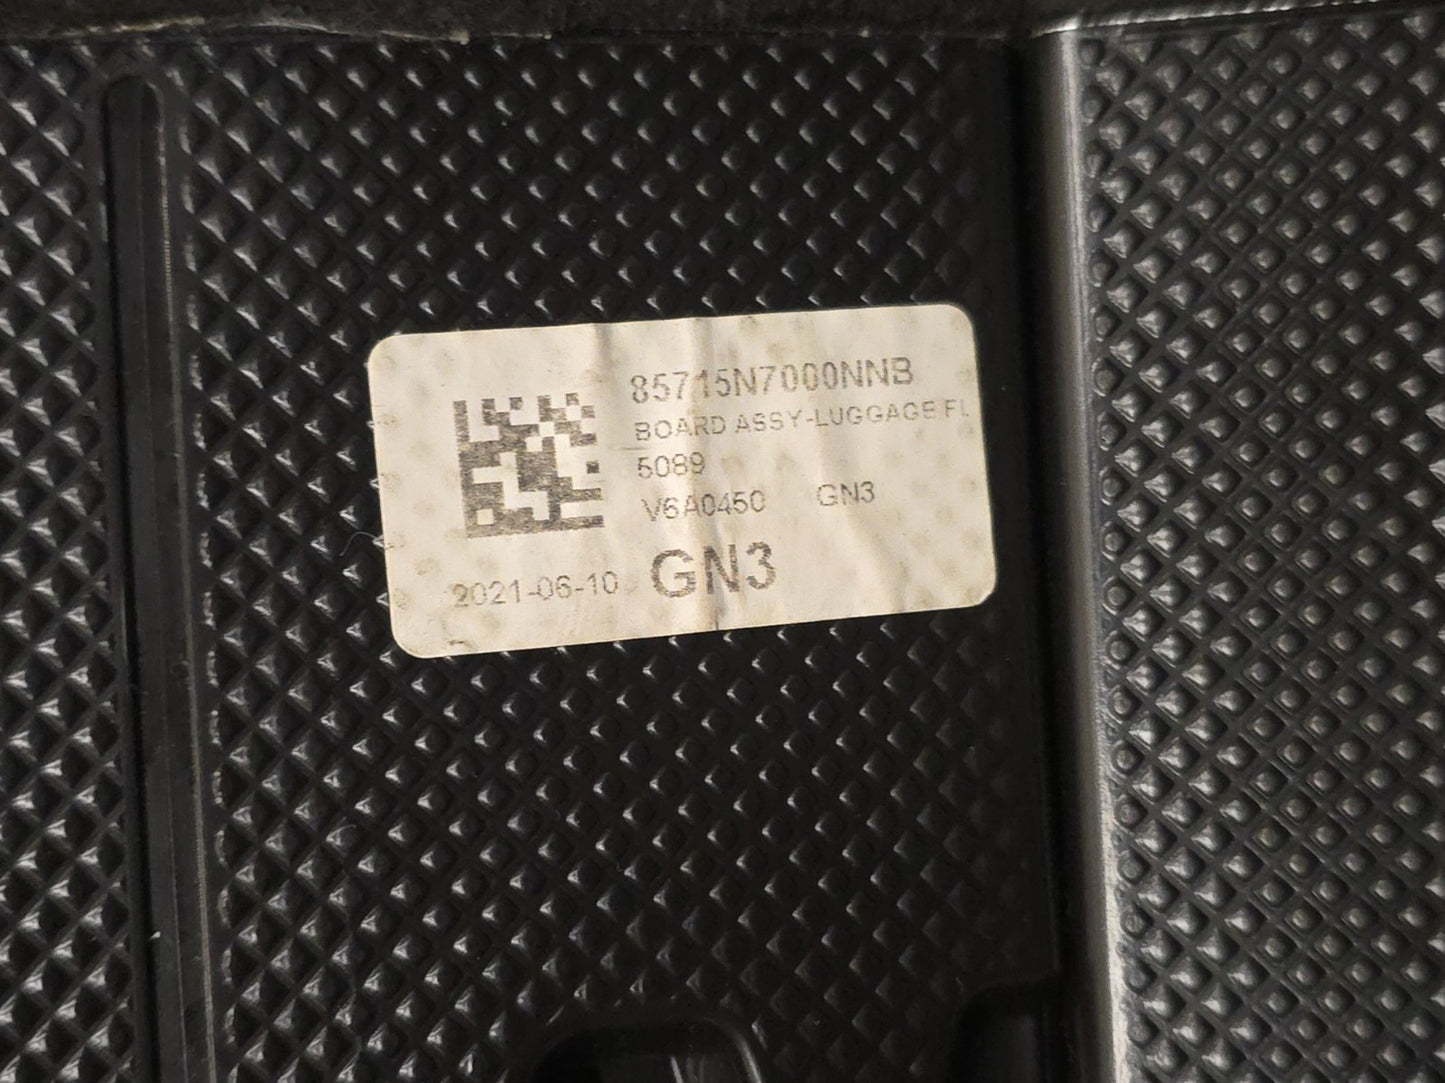 85715N7000NNB
BOARD ASSY-LUGGAGE FL
5089
V6A0450 GN3
2021-06-10 GN3